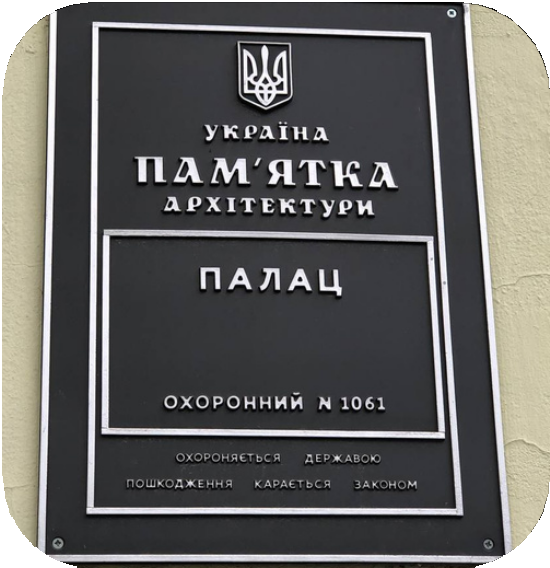 УКРАЇНА
ПАМ'ЯТКА
АРХІТЕКТУРИ
ПАЛАЦ
ОХОРОННИЙ N 1061
ОХОРОНЯЄТЬСЯ ДЕРЖАВОЮ
ПОШКОДЖЕННЯ КАРАЄТЬСЯ ЗАКОНОМ